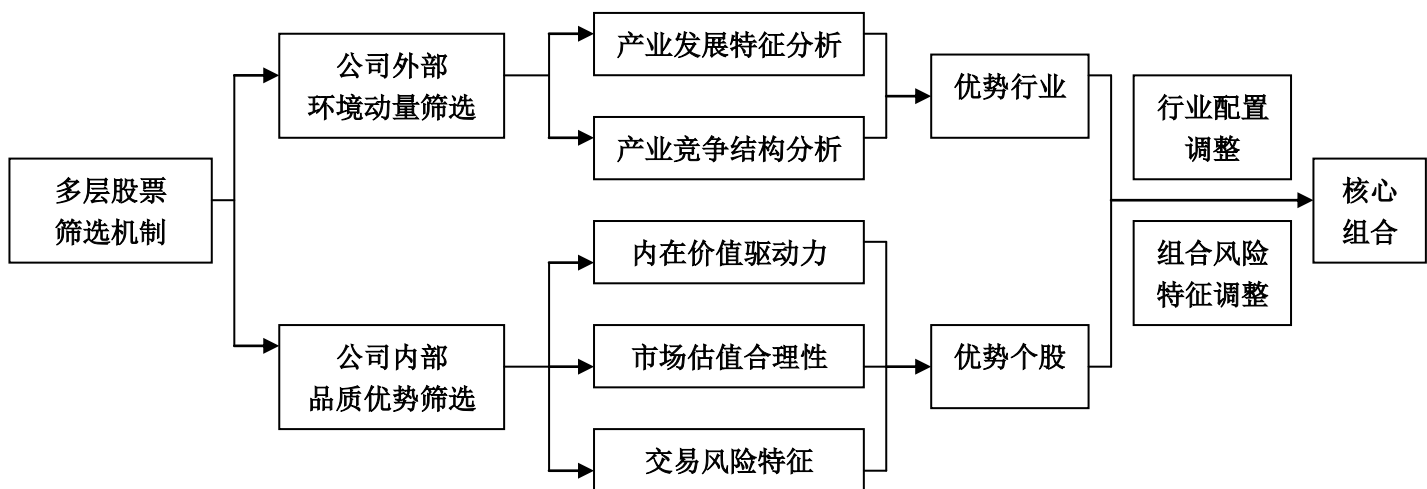 多层股票
筛选机制
公司外部
环境动量筛选
公司内部
品质优势筛选
产业发展特征分析
产业竞争结构分析
内在价值驱动力
市场估值合理性
交易风险特征
优势行业
优势个股
行业配置
调整
组合风险
特征调整
核心
组合